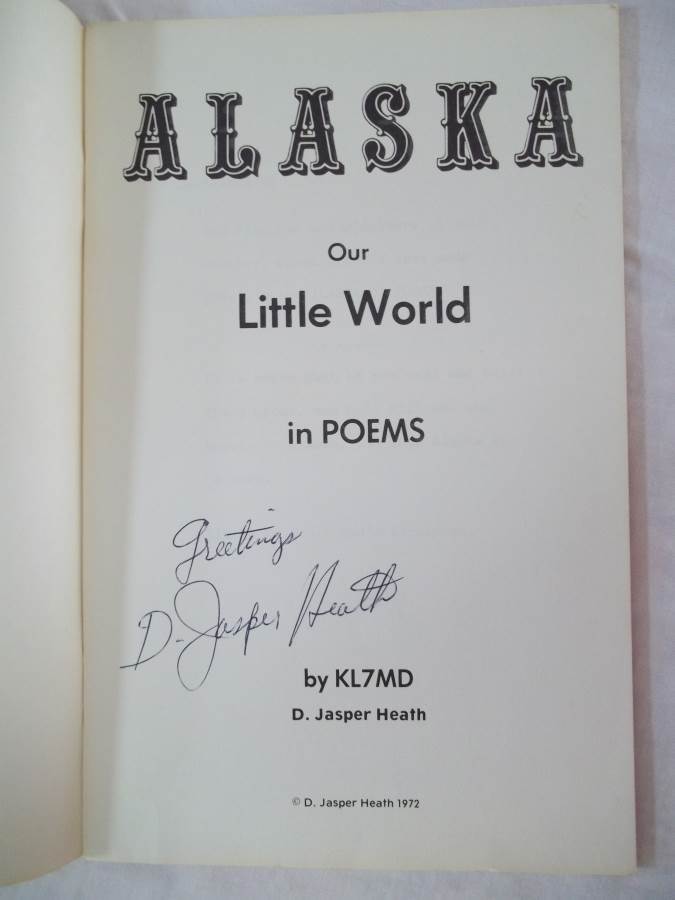 ALASKA
Our
Little World
in POEMS
Greetings
D. Jasper Heath
by KL7MD
D. Jasper Heath
© D. Jasper Heath 1972